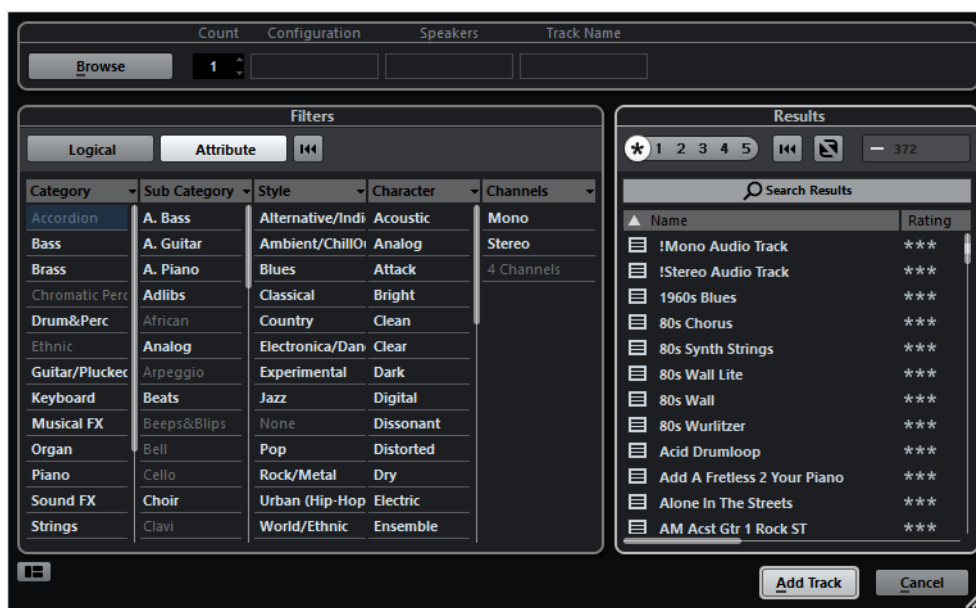 Count Configuration Speakers Track Name
Browse 1
Filters
Logical Attribute
Category Sub Category Style Character Channels
Accordion A. Bass Alternative/Indi Acoustic Mono
Bass A. Guitar Ambient/ChillO Analog Stereo
Brass A. Piano Blues Attack 4 Channels
Chromatic Perc Adlibs Classical Bright
Drum&Perc African Country Clean
Ethnic Analog Electronica/Dan Clear
Guitar/Plucked Arpeggio Experimental Dark
Keyboard Beats Jazz Digital
Musical FX Beeps&Blips None Dissonant
Organ Bell Pop Distorted
Piano Cello Rock/Metal Dry
Sound FX Choir Urban (Hip-Hop Electric
Strings Clavi World/Ethnic Ensemble
Results
* 1 2 3 4 5 372
Search Results
Name Rating
!Mono Audio Track ***
!Stereo Audio Track ***
1960s Blues ***
80s Chorus ***
80s Synth Strings ***
80s Wall Lite ***
80s Wall ***
80s Wurlitzer ***
Acid Drumloop ***
Add A Fretless 2 Your Piano ***
Alone In The Streets ***
AM Acst Gtr 1 Rock ST ***
Add Track Cancel